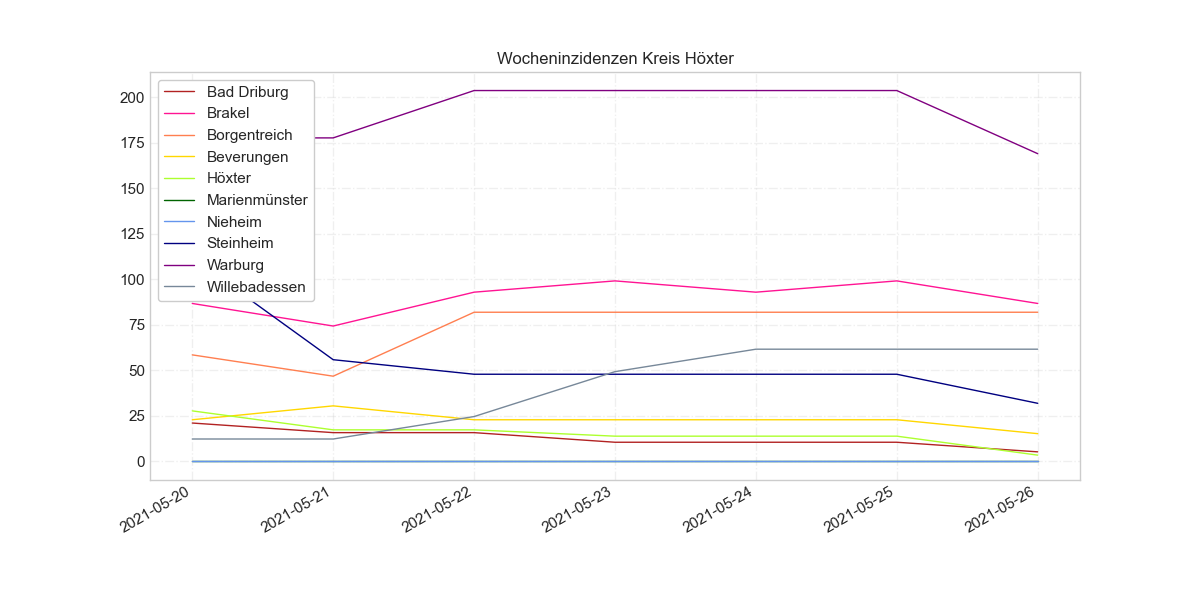 Wocheninzidenzen Kreis Höxter
Bad Driburg
Brakel
Borgentreich
Beverungen
Höxter
Marienmünster
Nieheim
Steinheim
Warburg
Willebadessen
200
175
150
125
100
75
50
25
0
2021-05-20
2021-05-21
2021-05-22
2021-05-23
2021-05-24
2021-05-25
2021-05-26